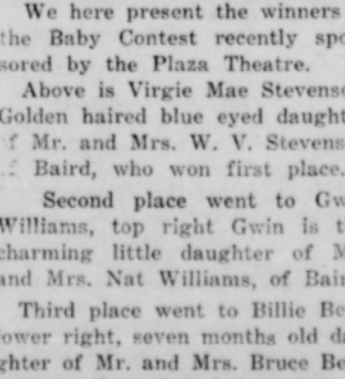 We here present the winners
the Baby Contest recently spo
sored by the Plaza Theatre.
Above is Virgie Mae Stevens
Golden haired blue eyed daught
f Mr. and Mrs. W. V. Stevens
Baird, who won first place.
Second place went to Gw
Williams, top right Gwin is t
charming little daughter of M
and Mrs. Nat Williams, of Bair
Third place went to Billie Be
lower right, seven months old da
ghter of Mr. and Mrs. Bruce Be